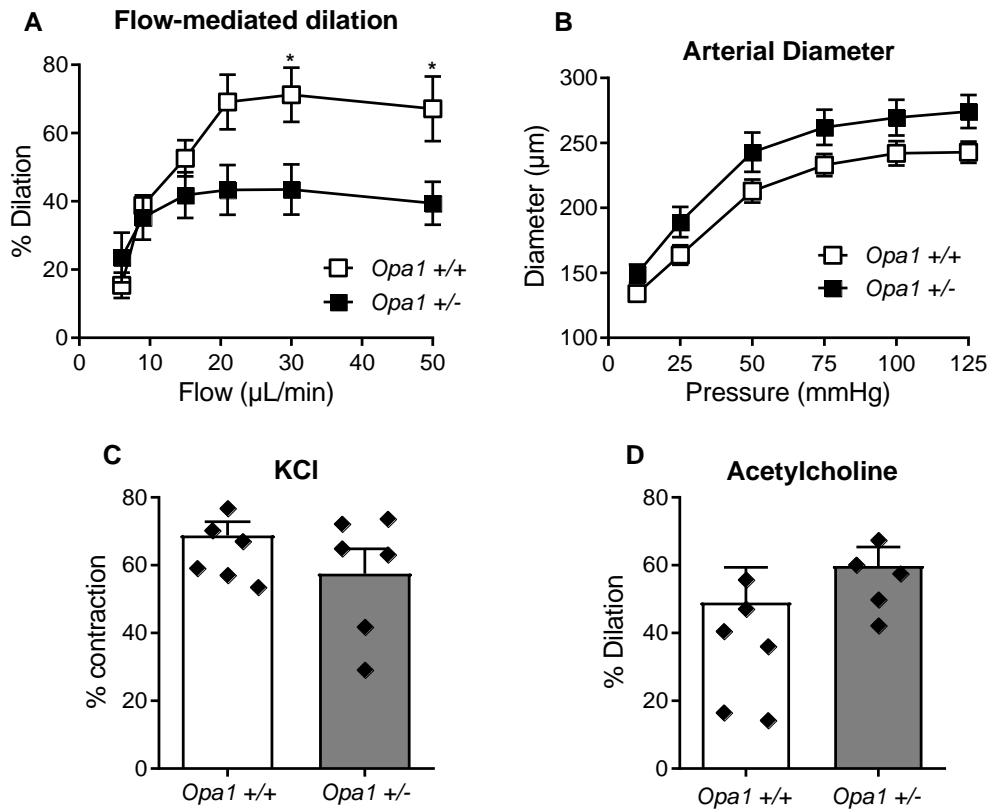 A
Flow-mediated dilation
% Dilation
80
60
40
20
0
* *
Opa1 +/+
Opa1 +/-
0 10 20 30 40 50
Flow (µL/min)
B
Arterial Diameter
Diameter (µm)
300
250
200
150
100
Opa1 +/+
Opa1 +/-
0 25 50 75 100 125
Pressure (mmHg)
C
KCl
% contraction
80
60
40
20
0
Opa1 +/+ Opa1 +/-
D
Acetylcholine
% Dilation
80
60
40
20
0
Opa1 +/+ Opa1 +/-